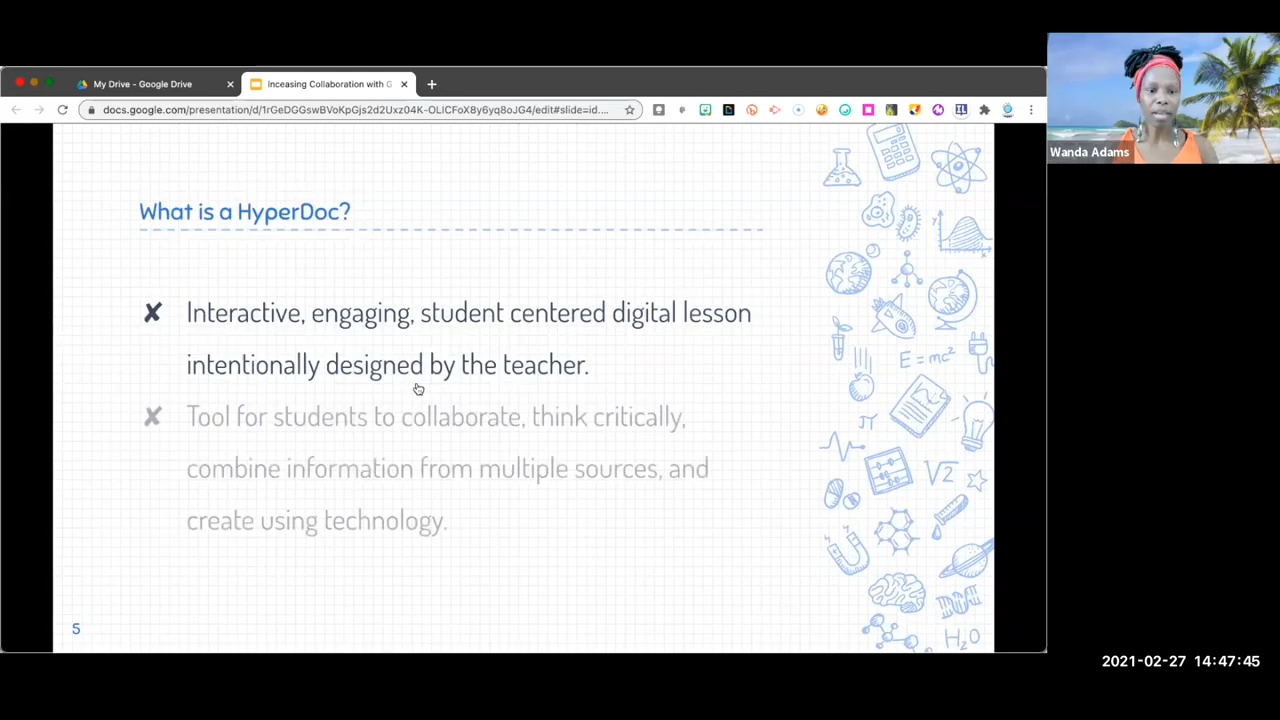 My Drive - Google Drive
Inceasing Collaboration with G
docs.google.com/presentation/d/1rGeDGGswBVoKpGjs2d2Uxz04K-OLICFoX8y6yq8oJG4/edit#slide=id....
Wanda Adams
What is a HyperDoc?
✘ Interactive, engaging, student centered digital lesson
intentionally designed by the teacher.
✘ Tool for students to collaborate, think critically,
combine information from multiple sources, and
create using technology.
y
x
E=mc²
π
√2
H₂O
5
2021-02-27 14:47:45